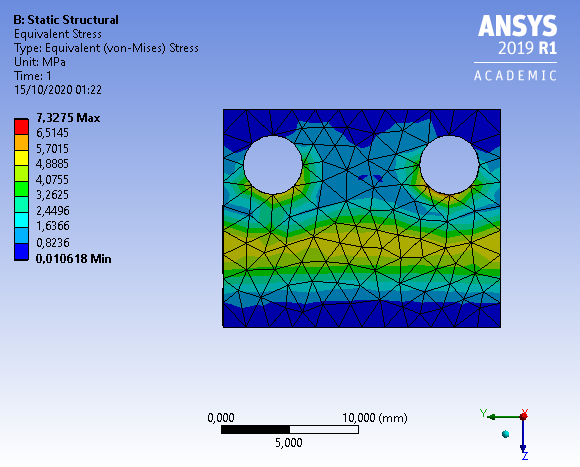 B: Static Structural
Equivalent Stress
Type: Equivalent (von-Mises) Stress
Unit: MPa
Time: 1
15/10/2020 01:22
ANSYS
2019 R1
ACADEMIC
7,3275 Max
6,5145
5,7015
4,8885
4,0755
3,2625
2,4496
1,6366
0,8236
0,010618 Min
0,000
10,000 (mm)
5,000
Y
X
Z